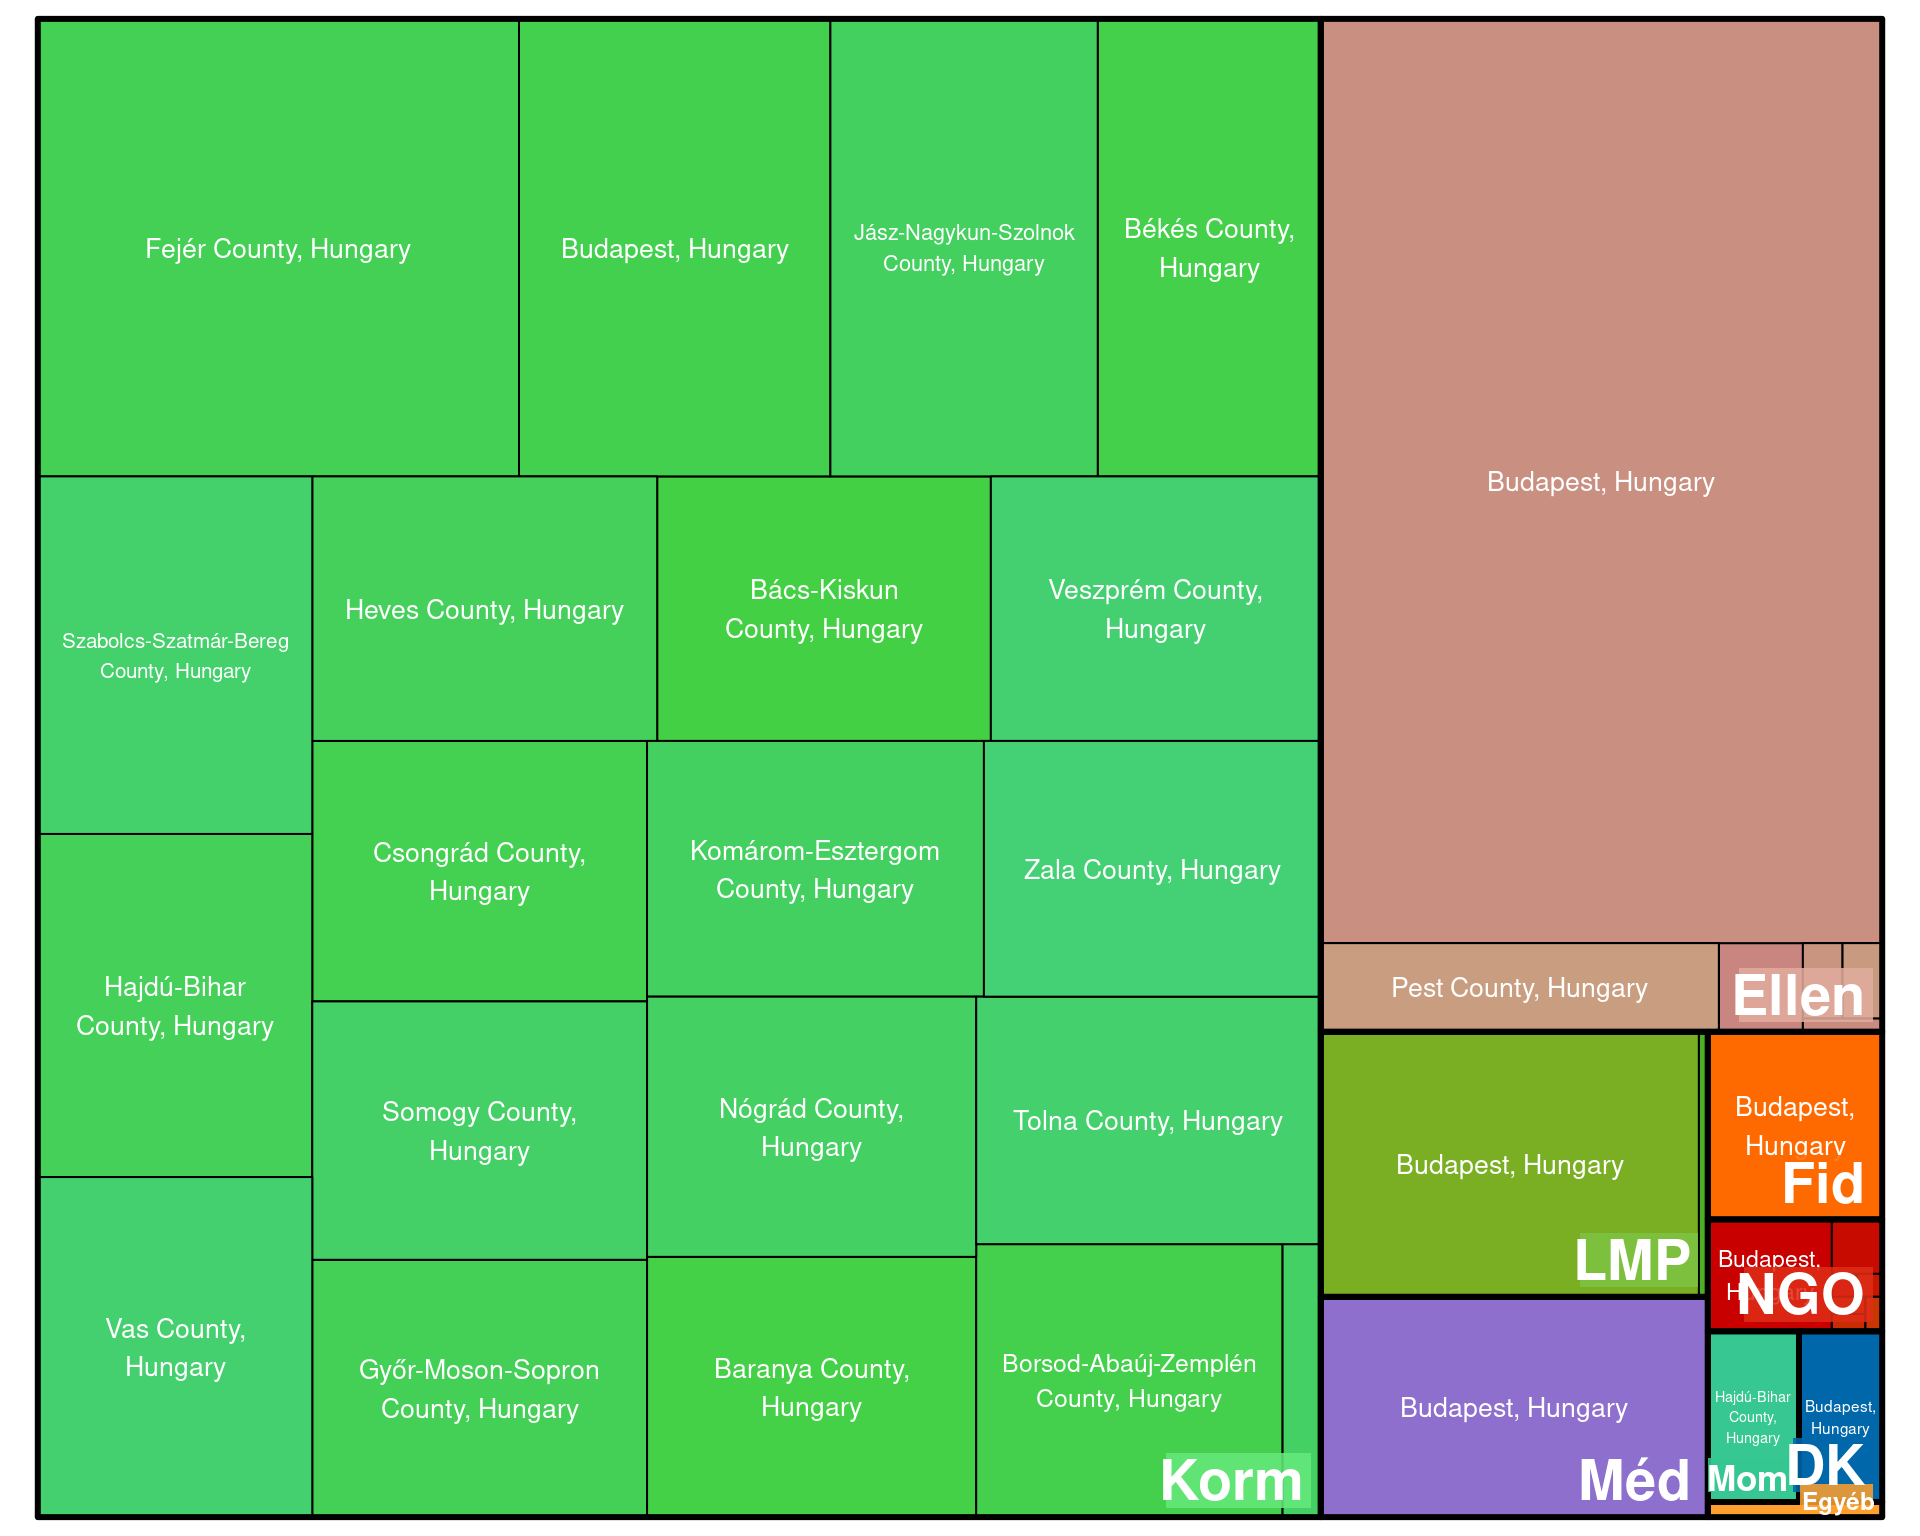 Fejér County, Hungary
Budapest, Hungary
Jász-Nagykun-Szolnok
County, Hungary
Békés County,
Hungary
Szabolcs-Szatmár-Bereg
County, Hungary
Heves County, Hungary
Bács-Kiskun
County, Hungary
Veszprém County,
Hungary
Hajdú-Bihar
County, Hungary
Csongrád County,
Hungary
Komárom-Esztergom
County, Hungary
Zala County, Hungary
Somogy County,
Hungary
Nógrád County,
Hungary
Tolna County, Hungary
Vas County,
Hungary
Győr-Moson-Sopron
County, Hungary
Baranya County,
Hungary
Borsod-Abaúj-Zemplén
County, Hungary
Korm
Budapest, Hungary
Pest County, Hungary
Ellen
Budapest, Hungary
LMP
Budapest,
Hungary
Fid
Budapest,
Hungary
NGO
Budapest, Hungary
Méd
Hajdú-Bihar
County,
Hungary
Mom
Budapest,
Hungary
DK
Egyéb